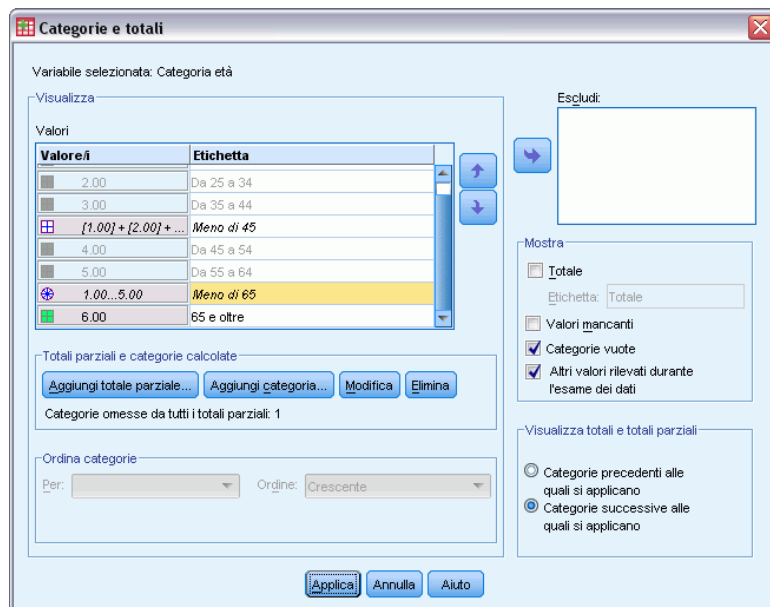 Categorie e totali
Variabile selezionata: Categoria età
Visualizza
Valori
Valore/i Etichetta
2.00 Da 25 a 34
3.00 Da 35 a 44
[1.00] + [2.00] + ... Meno di 45
4.00 Da 45 a 54
5.00 Da 55 a 64
1.00...5.00 Meno di 65
6.00 65 e oltre
Totali parziali e categorie calcolate
Aggiungi totale parziale... Aggiungi categoria... Modifica Elimina
Categorie omesse da tutti i totali parziali: 1
Ordina categorie
Per: Ordine: Crescente
Escludi:
Mostra
Totale
Etichetta: Totale
Valori mancanti
Categorie vuote
Altri valori rilevati durante
l'esame dei dati
Visualizza totali e totali parziali
Categorie precedenti alle
quali si applicano
Categorie successive alle
quali si applicano
Applica Annulla Aiuto